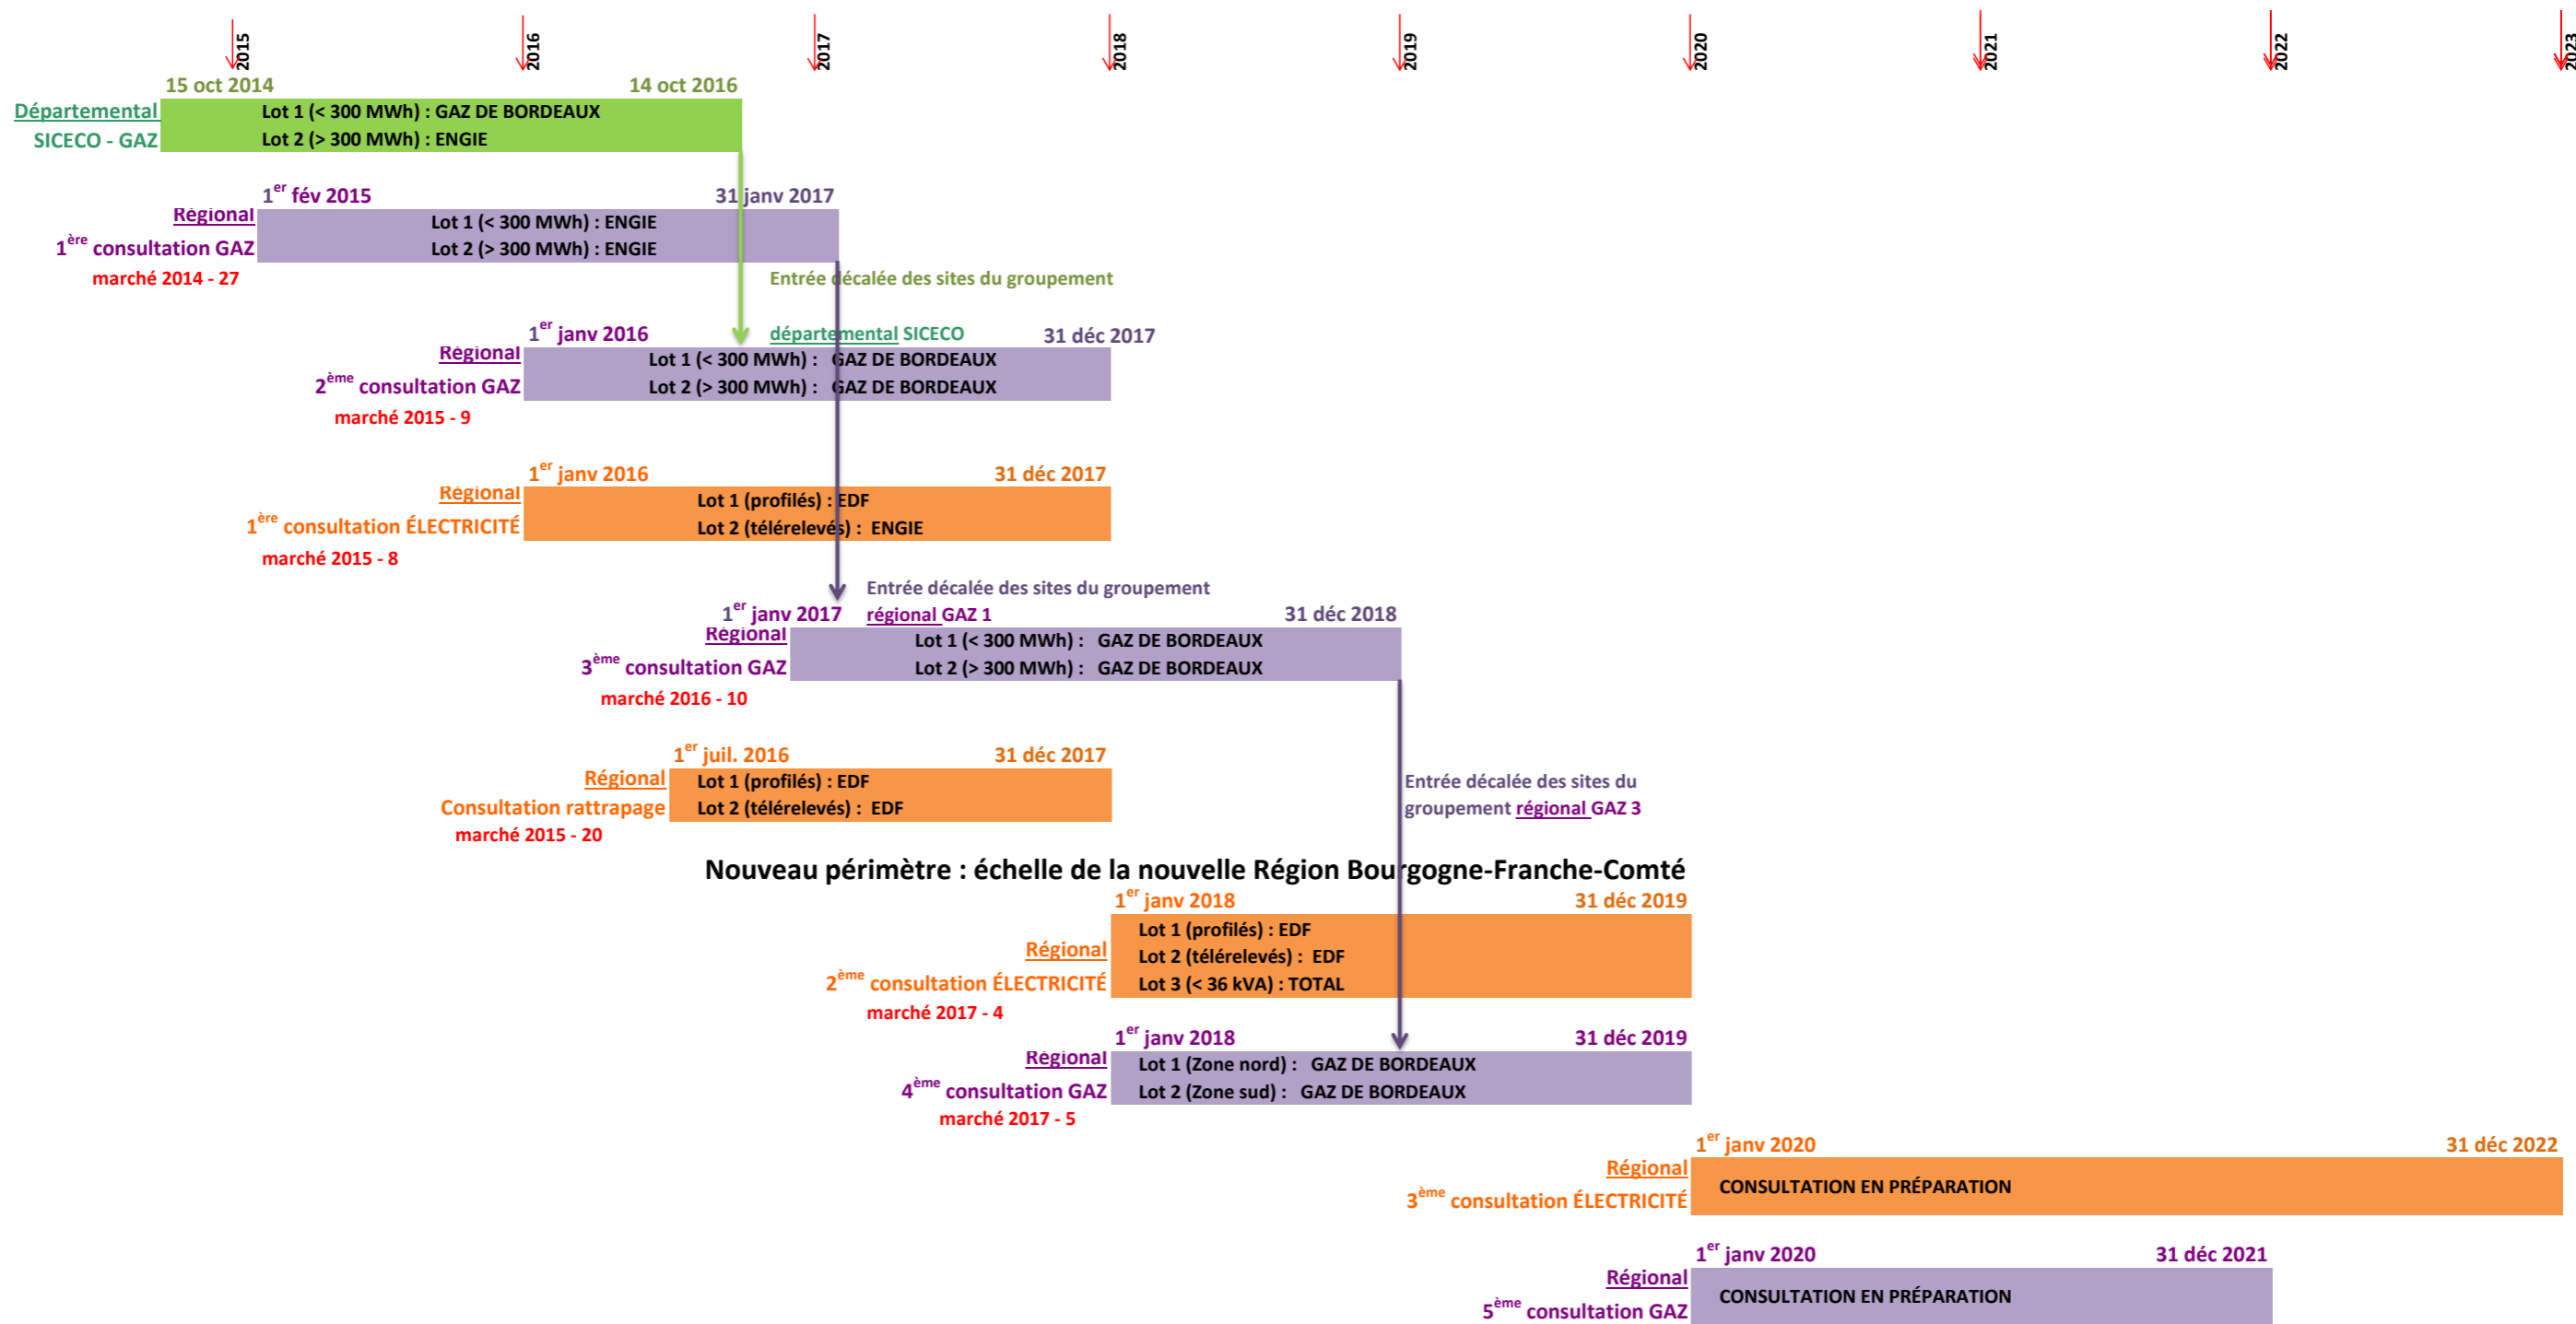 2015 2016 2017 2018 2019 2020 2021 2022 2023
15 oct 2014 14 oct 2016
Départemental
SICECO - GAZ
Lot 1 (< 300 MWh) : GAZ DE BORDEAUX
Lot 2 (> 300 MWh) : ENGIE
1er fév 2015 31 janv 2017
Régional
1ère consultation GAZ
marché 2014 - 27
Lot 1 (< 300 MWh) : ENGIE
Lot 2 (> 300 MWh) : ENGIE
Entrée décalée des sites du groupement
départemental SICECO
1er janv 2016 31 déc 2017
Régional
2ème consultation GAZ
marché 2015 - 9
Lot 1 (< 300 MWh) : GAZ DE BORDEAUX
Lot 2 (> 300 MWh) : GAZ DE BORDEAUX
1er janv 2016 31 déc 2017
Régional
1ère consultation ÉLECTRICITÉ
marché 2015 - 8
Lot 1 (profilés) : EDF
Lot 2 (télérelevés) : ENGIE
Entrée décalée des sites du groupement
régional GAZ 1
1er janv 2017 31 déc 2018
Régional
3ème consultation GAZ
marché 2016 - 10
Lot 1 (< 300 MWh) : GAZ DE BORDEAUX
Lot 2 (> 300 MWh) : GAZ DE BORDEAUX
1er juil. 2016 31 déc 2017
Régional
Consultation rattrapage
marché 2015 - 20
Lot 1 (profilés) : EDF
Lot 2 (télérelevés) : EDF
Entrée décalée des sites du
groupement régional GAZ 3
Nouveau périmètre : échelle de la nouvelle Région Bourgogne-Franche-Comté
1er janv 2018 31 déc 2019
Régional
2ème consultation ÉLECTRICITÉ
marché 2017 - 4
Lot 1 (profilés) : EDF
Lot 2 (télérelevés) : EDF
Lot 3 (< 36 kVA) : TOTAL
1er janv 2018 31 déc 2019
Régional
4ème consultation GAZ
marché 2017 - 5
Lot 1 (Zone nord) : GAZ DE BORDEAUX
Lot 2 (Zone sud) : GAZ DE BORDEAUX
1er janv 2020 31 déc 2022
Régional
3ème consultation ÉLECTRICITÉ
CONSULTATION EN PRÉPARATION
1er janv 2020 31 déc 2021
Régional
5ème consultation GAZ
CONSULTATION EN PRÉPARATION